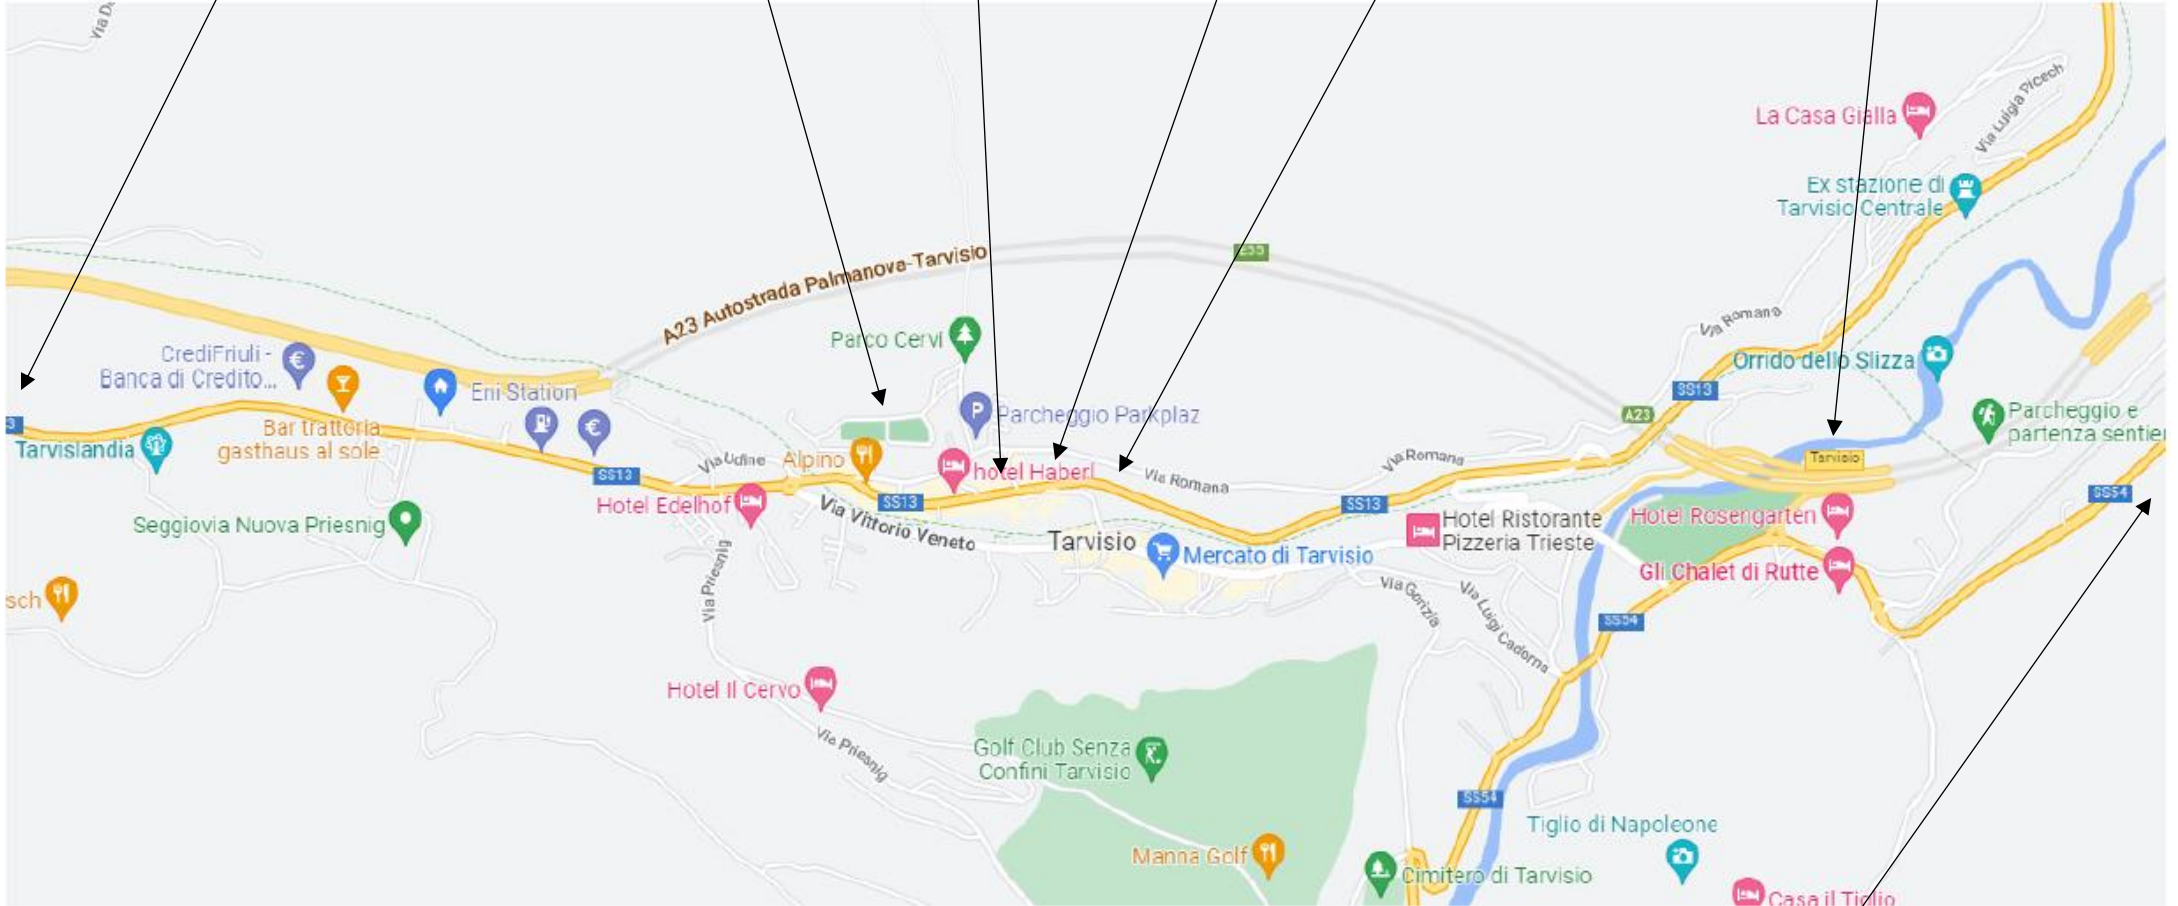 Via D
Via Luigia Picech
La Casa Gialla
Ex stazione di
Tarvisio Centrale
A23 Autostrada Palmanova-Tarvisio
Via Romana
Parco Cervi
CrediFriuli -
Banca di Credito...
Orrido dello Slizza
Eni Station
SS13
A23
Parcheggio Parkplaz
Parcheggio e
partenza sentier
3
Bar trattoria
gasthaus al sole
Tarvislandia
Via Udine
Alpino
hotel Haberl
Via Romana
Via Romana
Tarvisio
SS13
Hotel Edelhof
SS13
SS13
SS54
Via Vittorio Veneto
Seggiovia Nuova Priesnig
Tarvisio
Mercato di Tarvisio
Hotel Ristorante
Pizzeria Trieste
Hotel Rosengarten
Gli Chalet di Rutte
Via Priesnig
Via Gorizia
Via Luigi Cadorna
sch
SS54
Hotel Il Cervo
Via Priesnig
Golf Club Senza
Confini Tarvisio
SS54
Tiglio di Napoleone
Manna Golf
Cimitero di Tarvisio
Casa il Tiglio